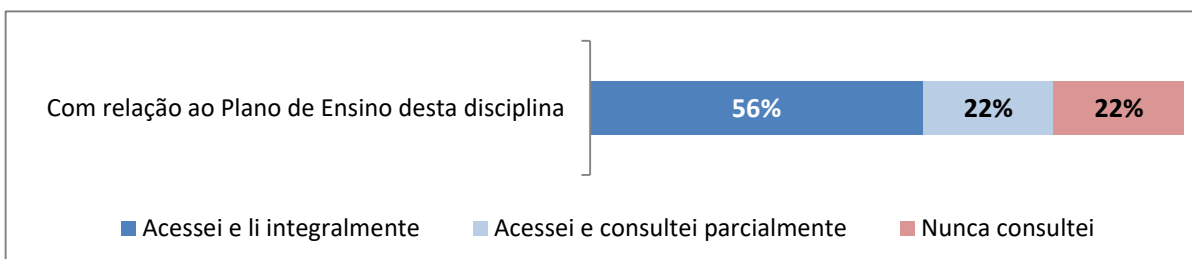 Com relação ao Plano de Ensino desta disciplina 56% 22% 22%
Acessei e li integralmente Acessei e consultei parcialmente Nunca consultei